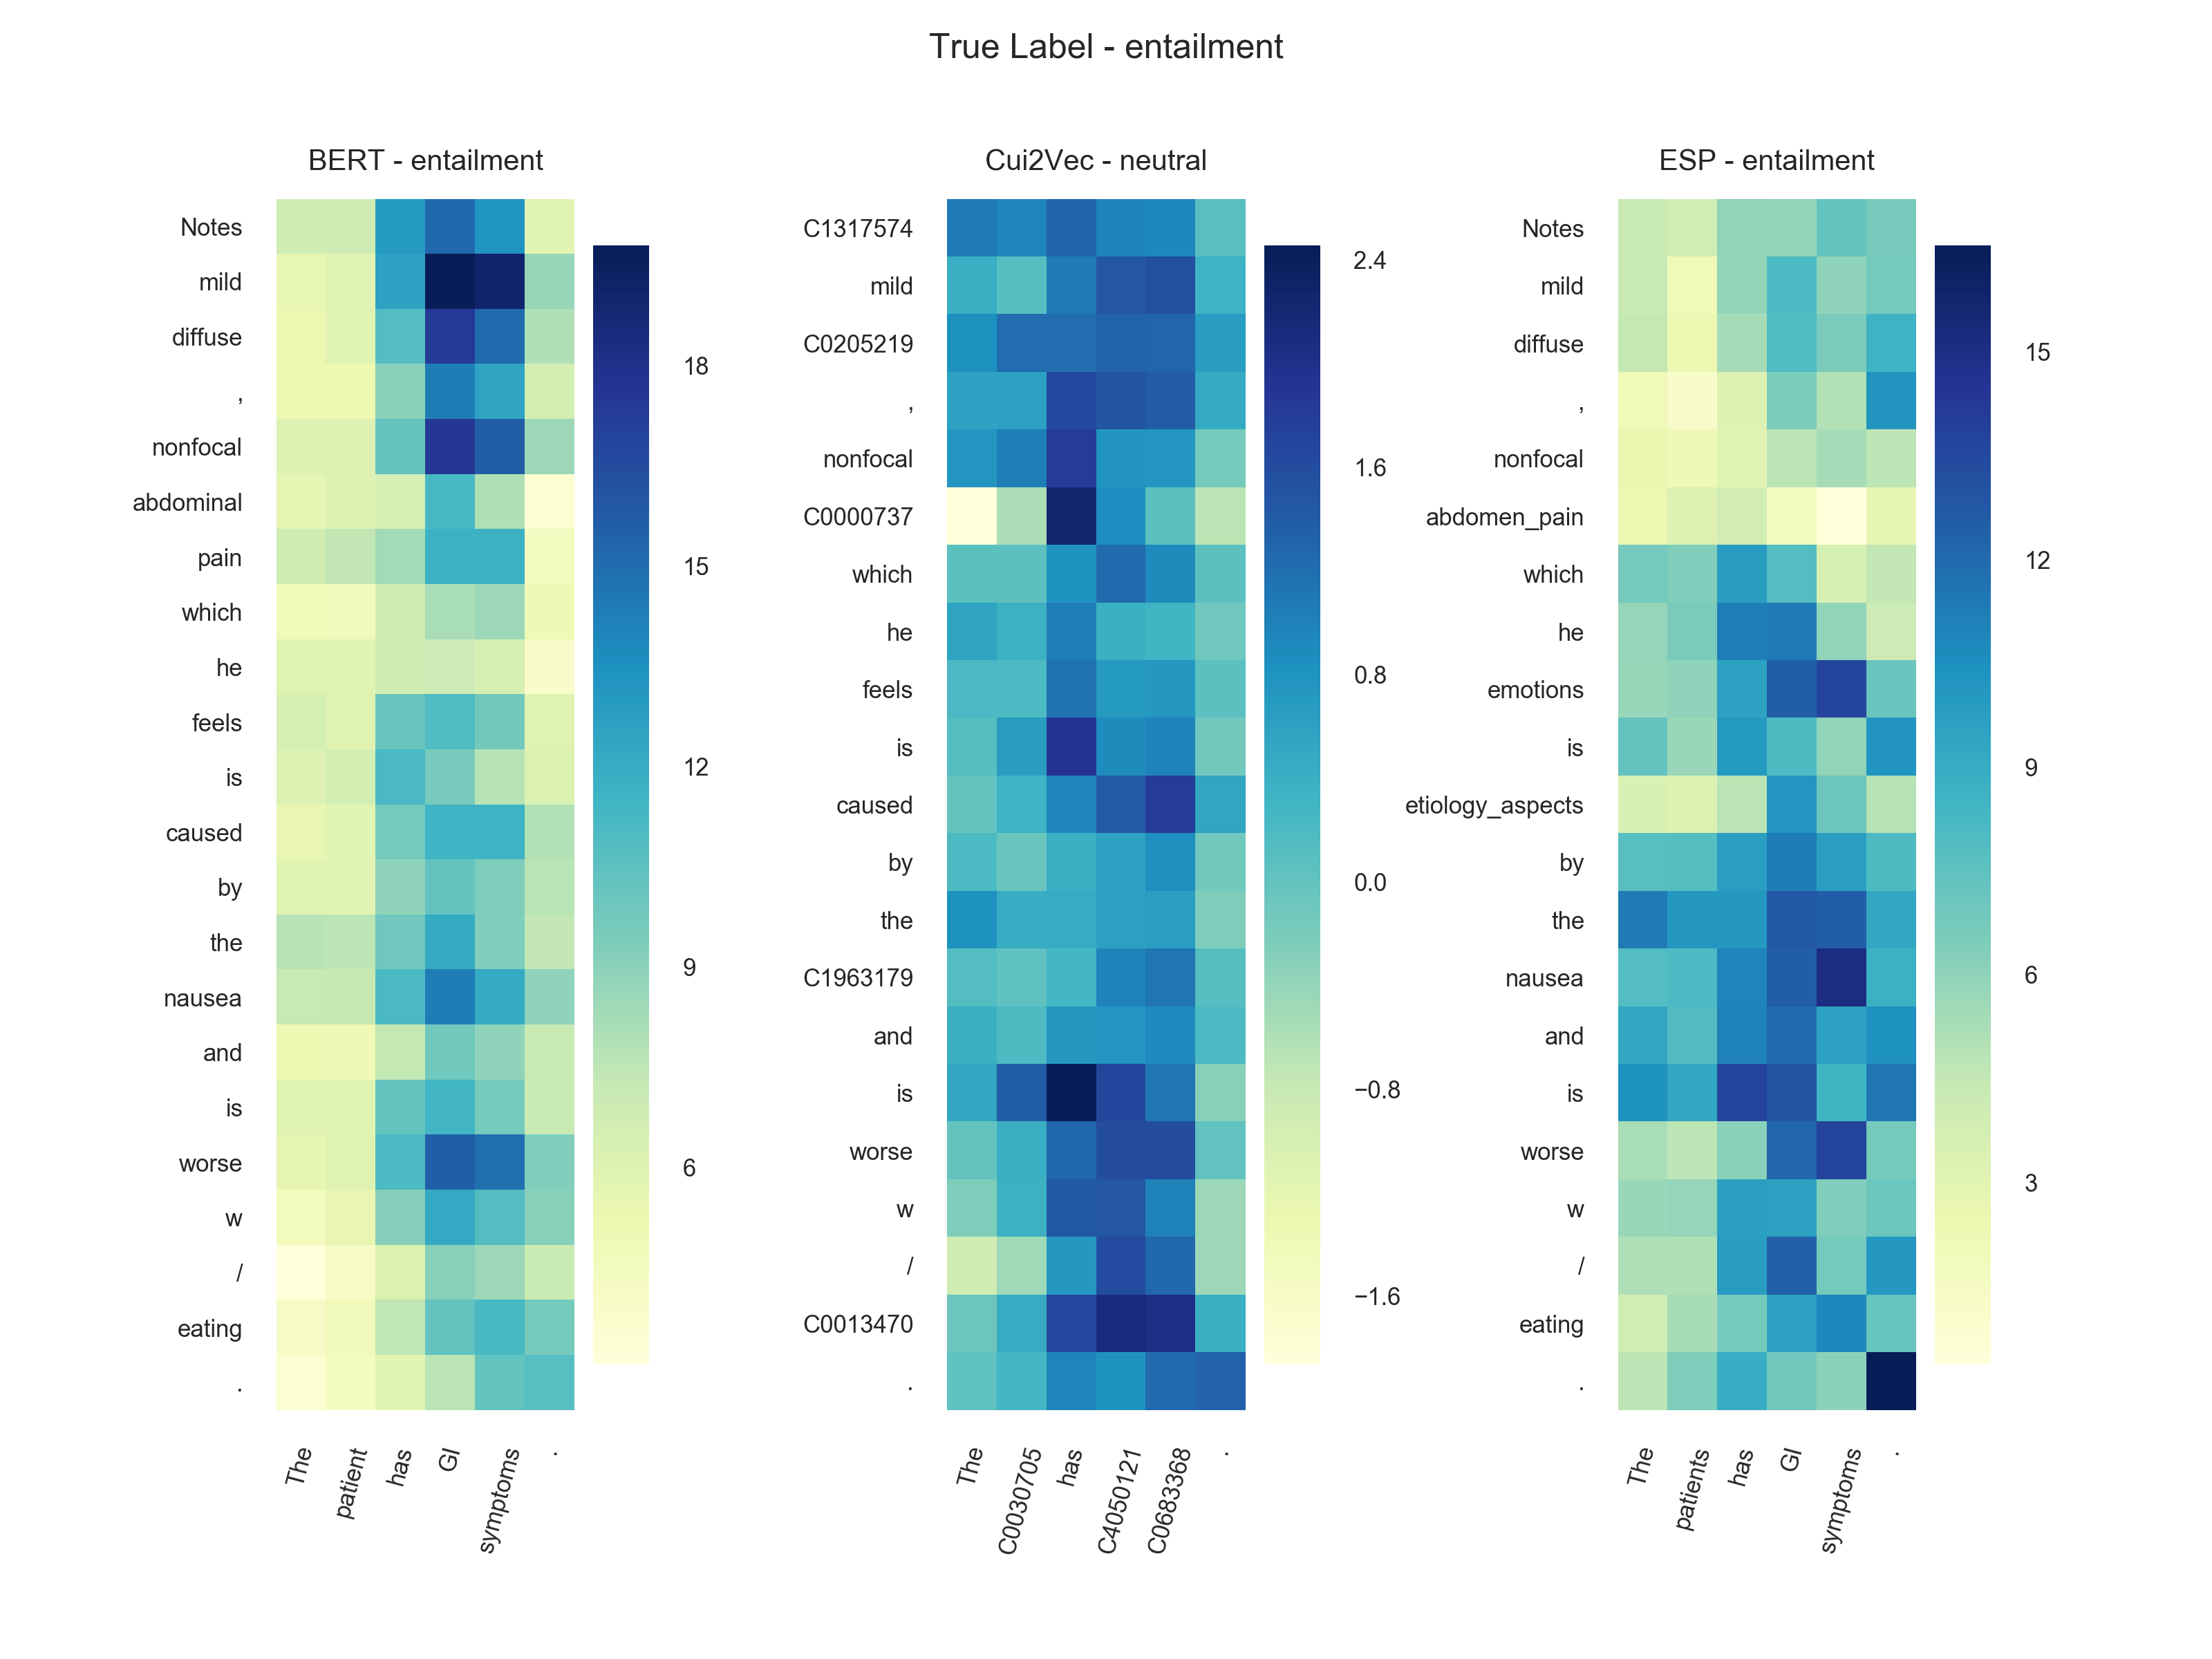 True Label - entailment
BERT - entailment
Notes
mild
diffuse
,
nonfocal
abdominal
pain
which
he
feels
is
caused
by
the
nausea
and
is
worse
w
/
eating
.
The
patient
has
GI
symptoms
.
18
15
12
9
6
Cui2Vec - neutral
C1317574
mild
C0205219
,
nonfocal
C0000737
which
he
feels
is
caused
by
the
C1963179
and
is
worse
w
/
C0013470
.
The
C0030705
has
C4050121
C0683368
.
2.4
1.6
0.8
0.0
−0.8
−1.6
ESP - entailment
Notes
mild
diffuse
,
nonfocal
abdomen_pain
which
he
emotions
is
etiology_aspects
by
the
nausea
and
is
worse
w
/
eating
.
The
patients
has
GI
symptoms
.
15
12
9
6
3